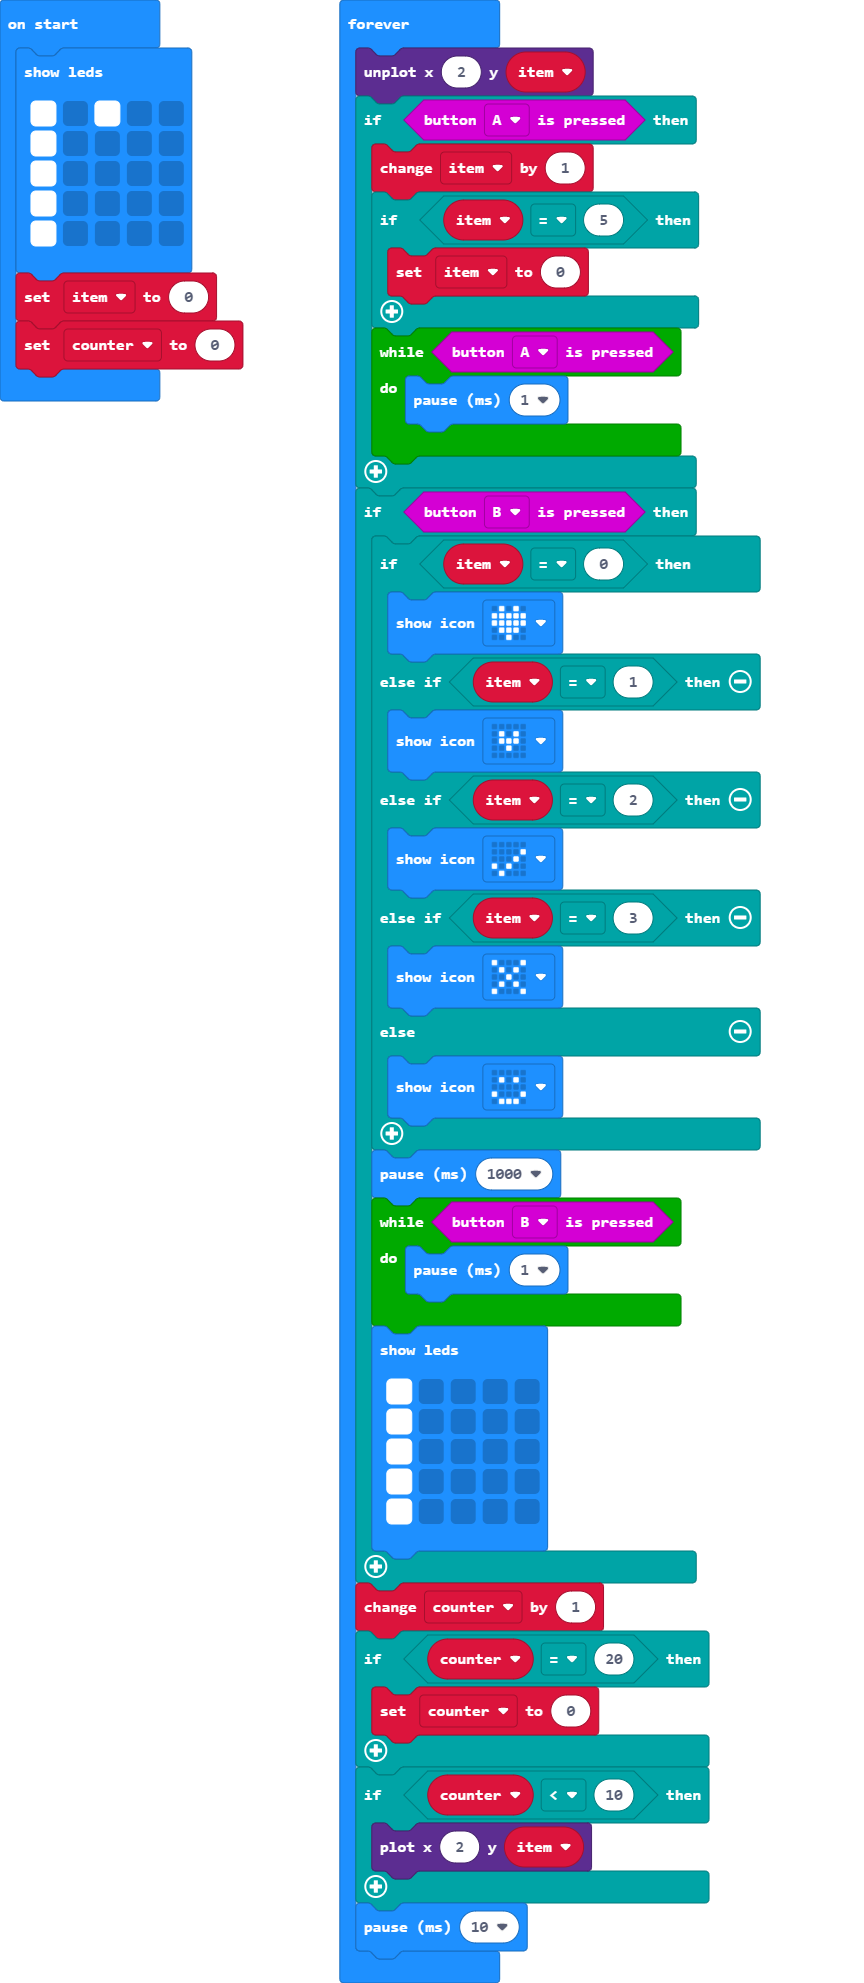 on start
show leds
set item to 0
set counter to 0
forever
unplot x 2 y item
if button A is pressed then
change item by 1
if item = 5 then
set item to 0
while button A is pressed
do
pause (ms) 1
if button B is pressed then
if item = 0 then
show icon
else if item = 1 then
show icon
else if item = 2 then
show icon
else if item = 3 then
show icon
else
show icon
pause (ms) 1000
while button B is pressed
do
pause (ms) 1
show leds
change counter by 1
if counter = 20 then
set counter to 0
if counter < 10 then
plot x 2 y item
pause (ms) 10